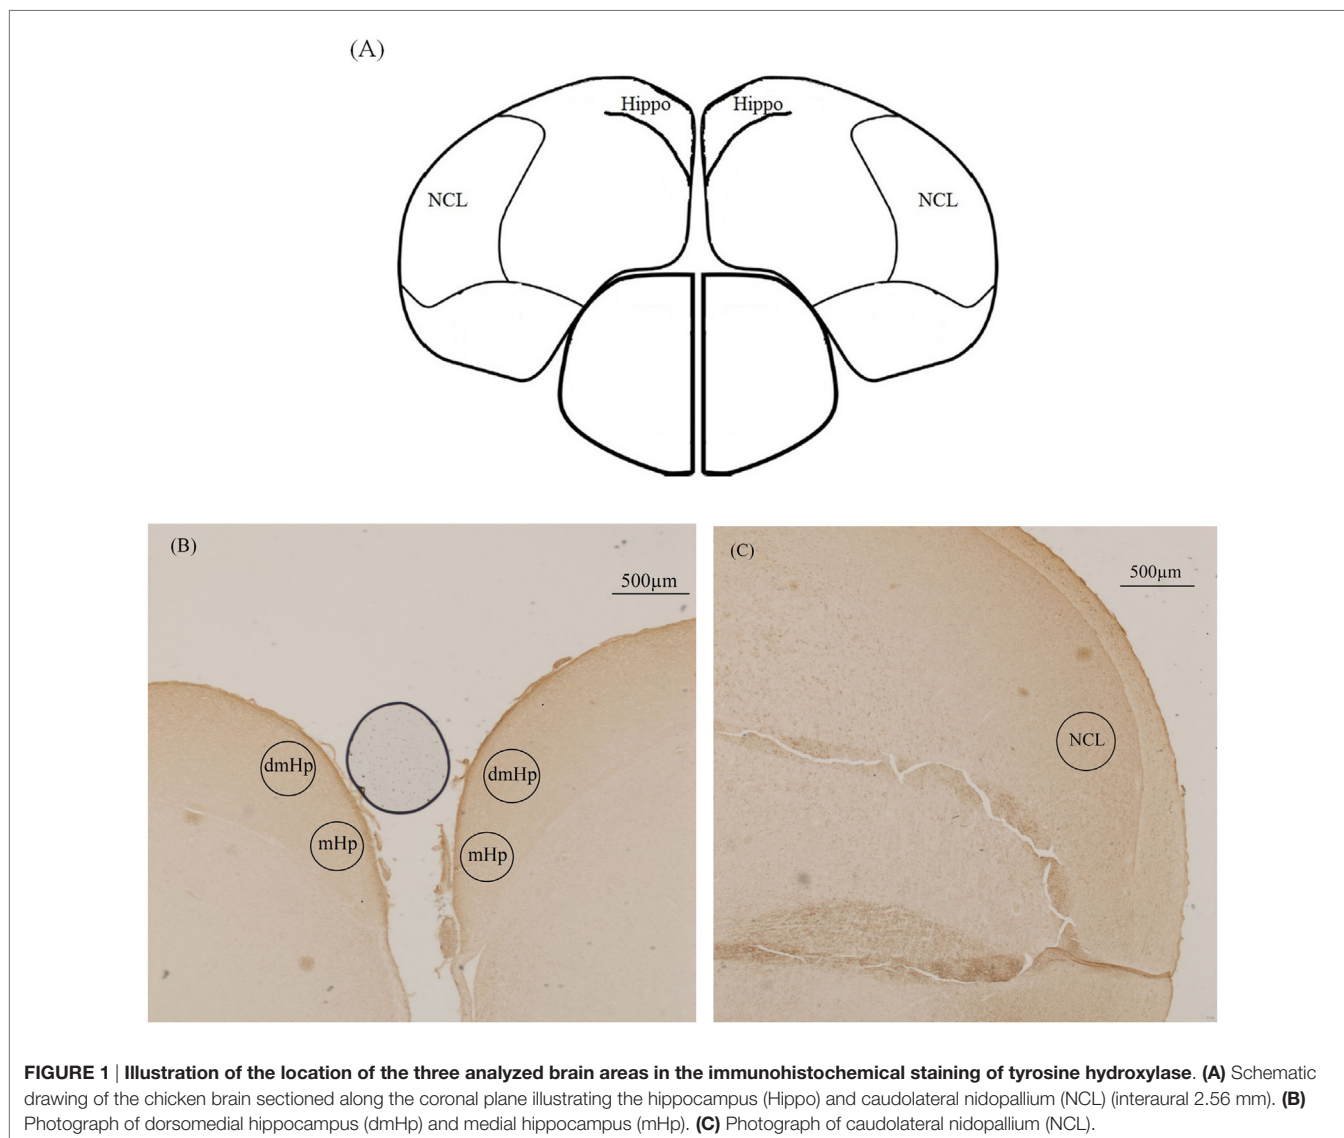 (A)
Hippo Hippo
NCL NCL
(B)
500µm
dmHp dmHp
mHp mHp
(C)
500µm
NCL
FIGURE 1 | Illustration of the location of the three analyzed brain areas in the immunohistochemical staining of tyrosine hydroxylase. (A) Schematic
drawing of the chicken brain sectioned along the coronal plane illustrating the hippocampus (Hippo) and caudolateral nidopallium (NCL) (interaural 2.56 mm). (B)
Photograph of dorsomedial hippocampus (dmHp) and medial hippocampus (mHp). (C) Photograph of caudolateral nidopallium (NCL).